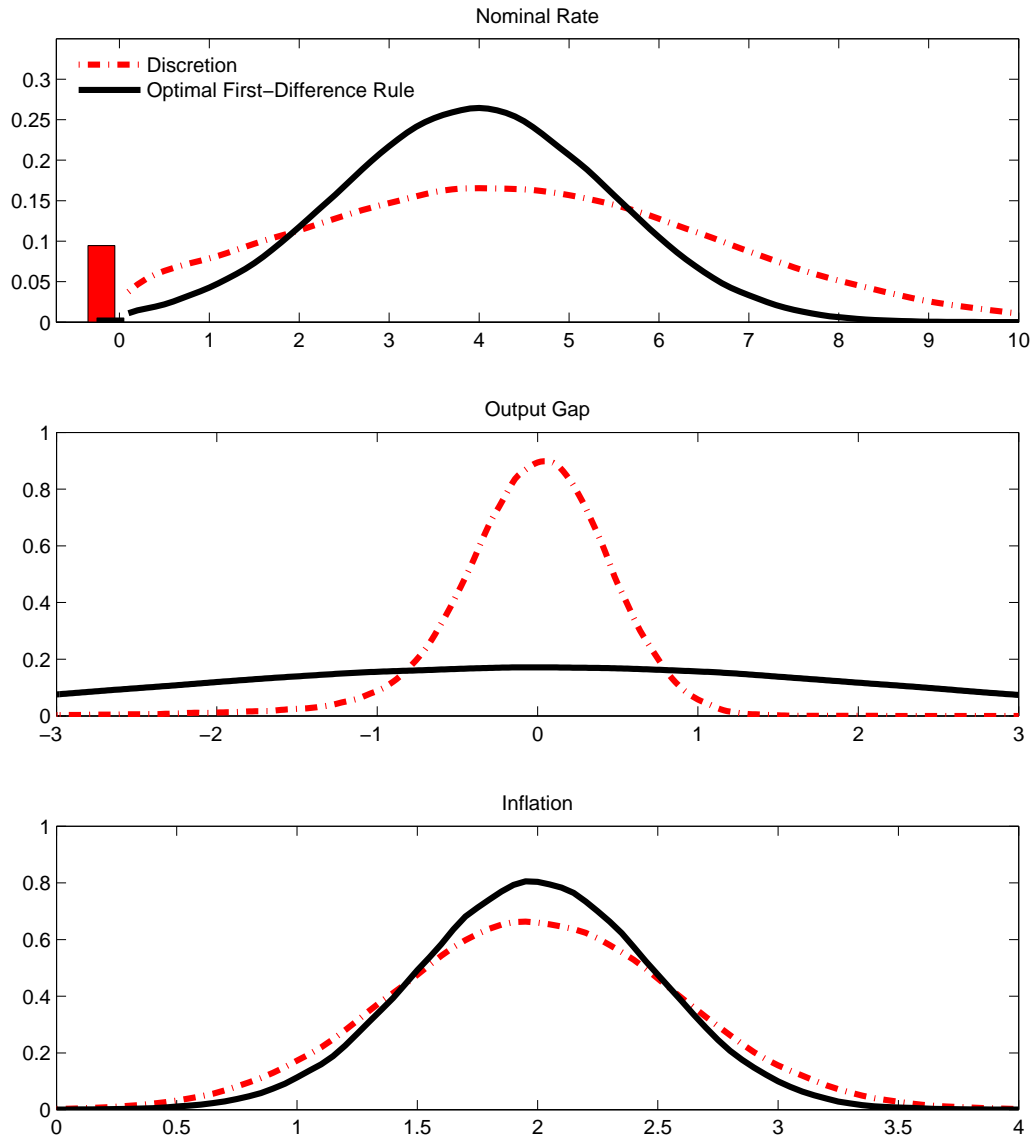 Nominal Rate
Discretion
Optimal First−Difference Rule
0.3
0.25
0.2
0.15
0.1
0.05
0
0 1 2 3 4 5 6 7 8 9 10
Output Gap
1
0.8
0.6
0.4
0.2
0
−3 −2 −1 0 1 2 3
Inflation
1
0.8
0.6
0.4
0.2
0
0 0.5 1 1.5 2 2.5 3 3.5 4